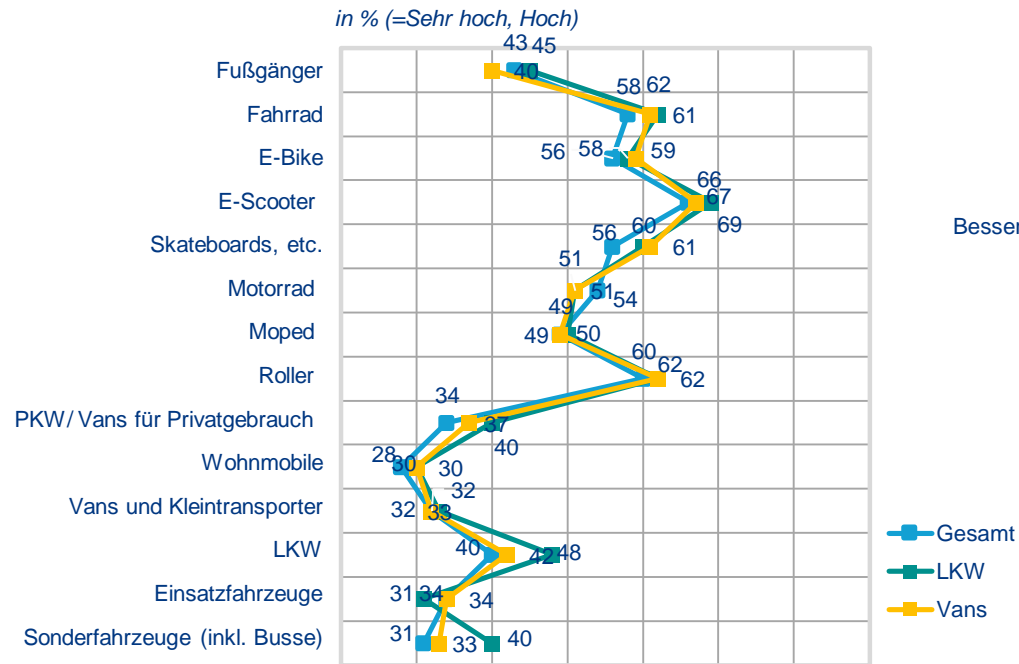 in % (=Sehr hoch, Hoch)
43 45
Fußgänger 40
58 62
Fahrrad 61
E-Bike 56 58 59
66
E-Scooter 67
69
Besser
Skateboards, etc. 56 60 61
51
Motorrad 51 54
49
Moped 49 50
60
62
Roller 62
34
PKW/ Vans für Privatgebrauch 37
40
28
Wohnmobile 30 30
32
Vans und Kleintransporter 32 33
LKW 40 42 48
Gesamt
Einsatzfahrzeuge 31 34 34
LKW
Vans
31
Sonderfahrzeuge (inkl. Busse) 33 40